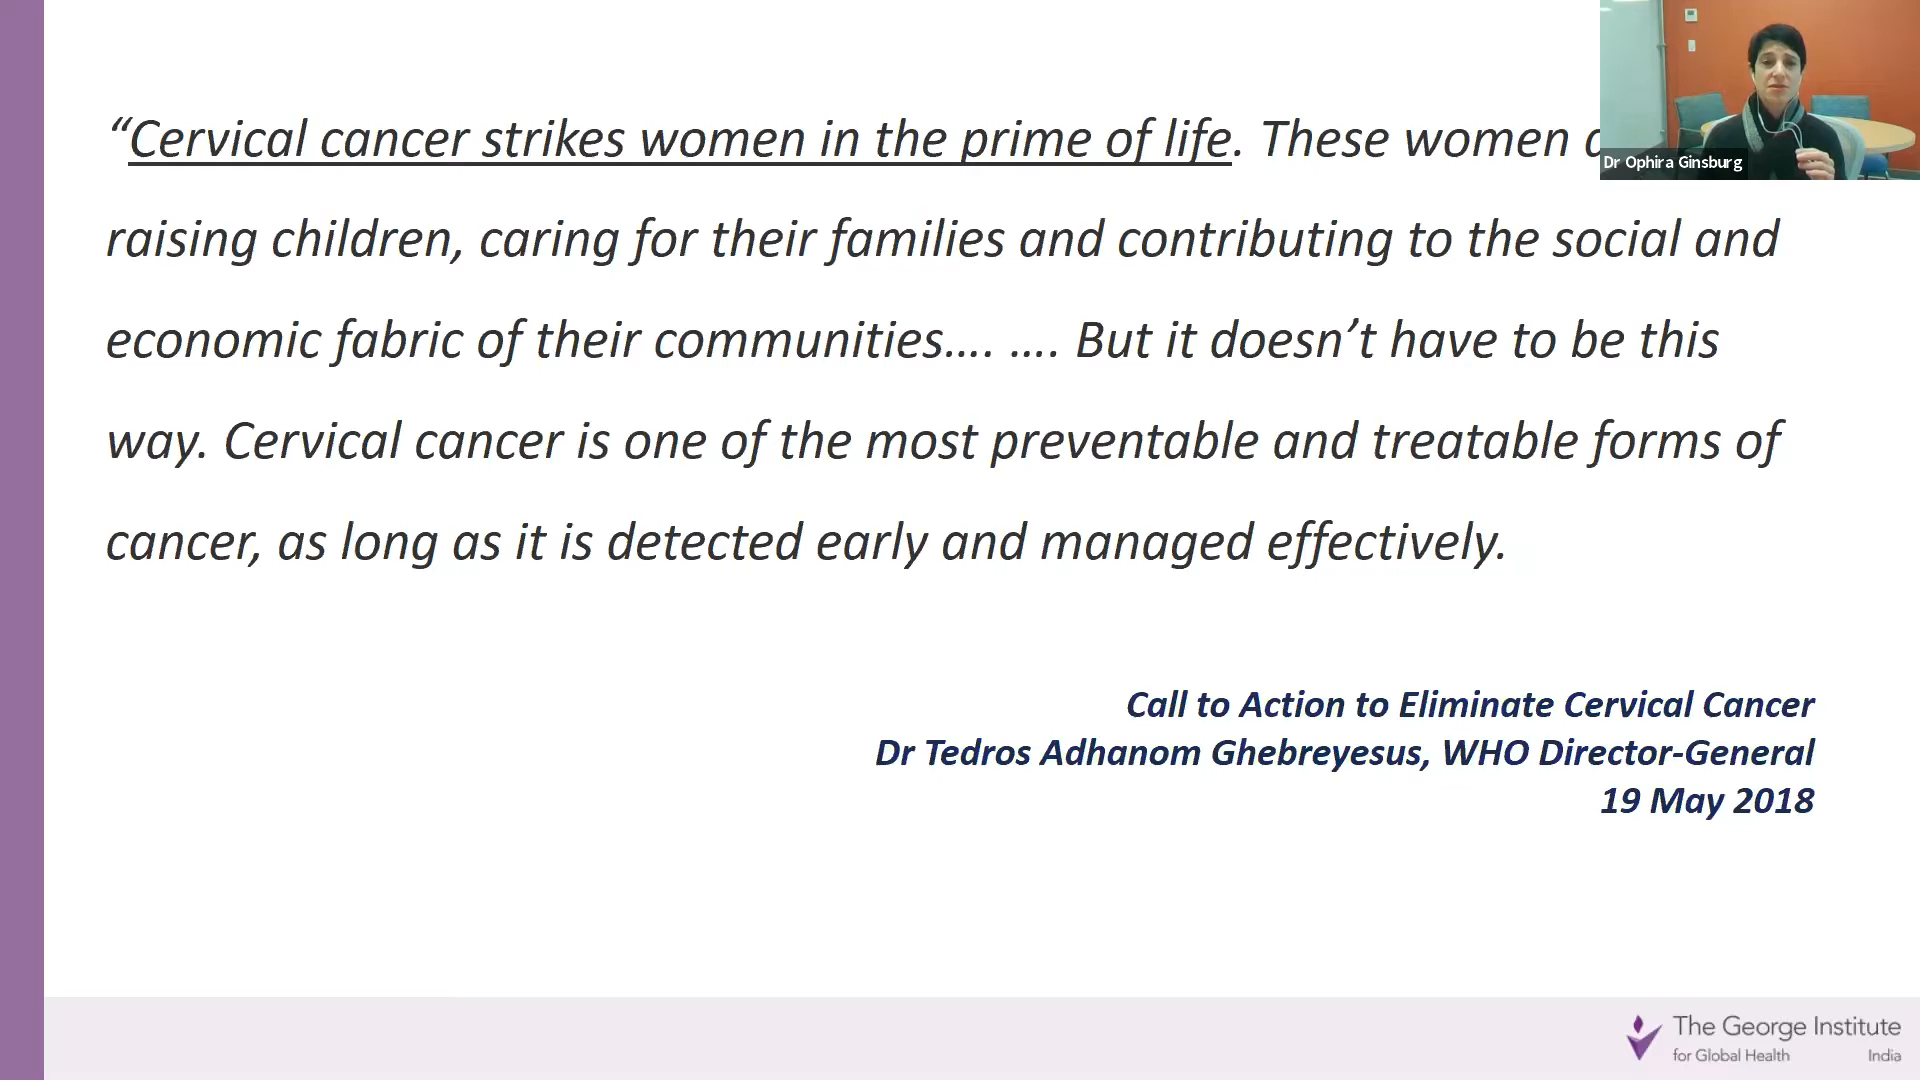 “Cervical cancer strikes women in the prime of life. These women
raising children, caring for their families and contributing to the social and
economic fabric of their communities…. …. But it doesn’t have to be this
way. Cervical cancer is one of the most preventable and treatable forms of
cancer, as long as it is detected early and managed effectively.
Call to Action to Eliminate Cervical Cancer
Dr Tedros Adhanom Ghebreyesus, WHO Director-General
19 May 2018
Dr Ophira Ginsburg
The George Institute
for Global Health India